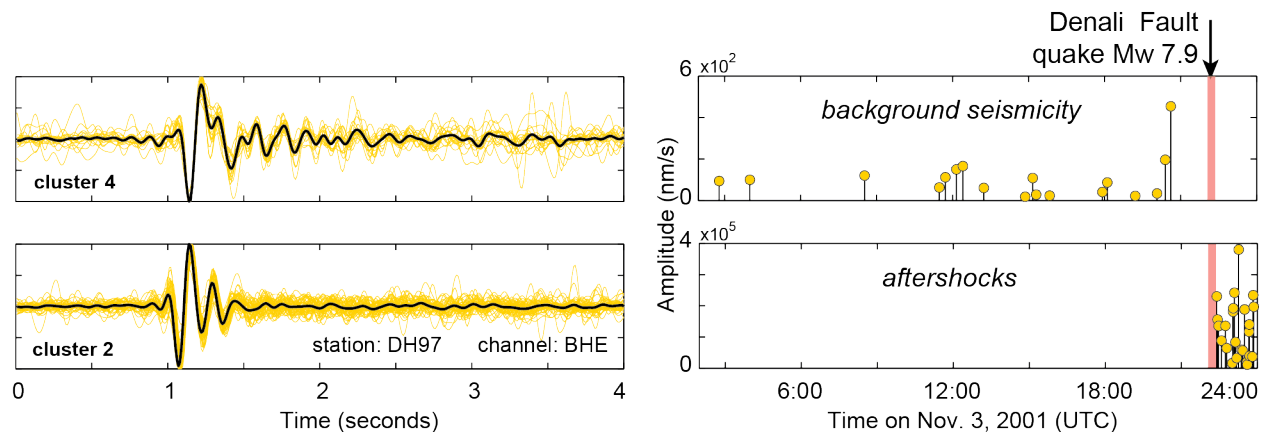 Denali Fault
quake Mw 7.9
cluster 4
cluster 2
station: DH97 channel: BHE
0 1 2 3 4
Time (seconds)
6 x10²
background seismicity
0
Amplitude (nm/s)
4 x10⁵
aftershocks
0
6:00 12:00 18:00 24:00
Time on Nov. 3, 2001 (UTC)